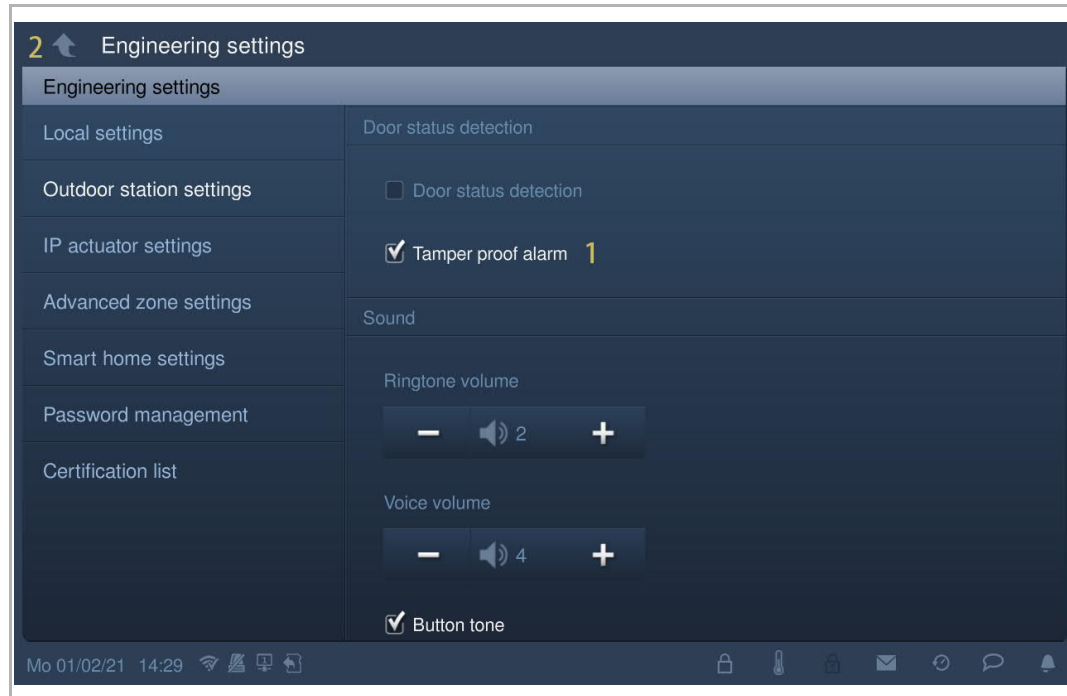 2 Engineering settings
Engineering settings
Local settings
Outdoor station settings
IP actuator settings
Advanced zone settings
Smart home settings
Password management
Certification list
Door status detection
Door status detection
Tamper proof alarm 1
Sound
Ringtone volume
− 2 +
Voice volume
− 4 +
Button tone
Mo 01/02/21 14:29